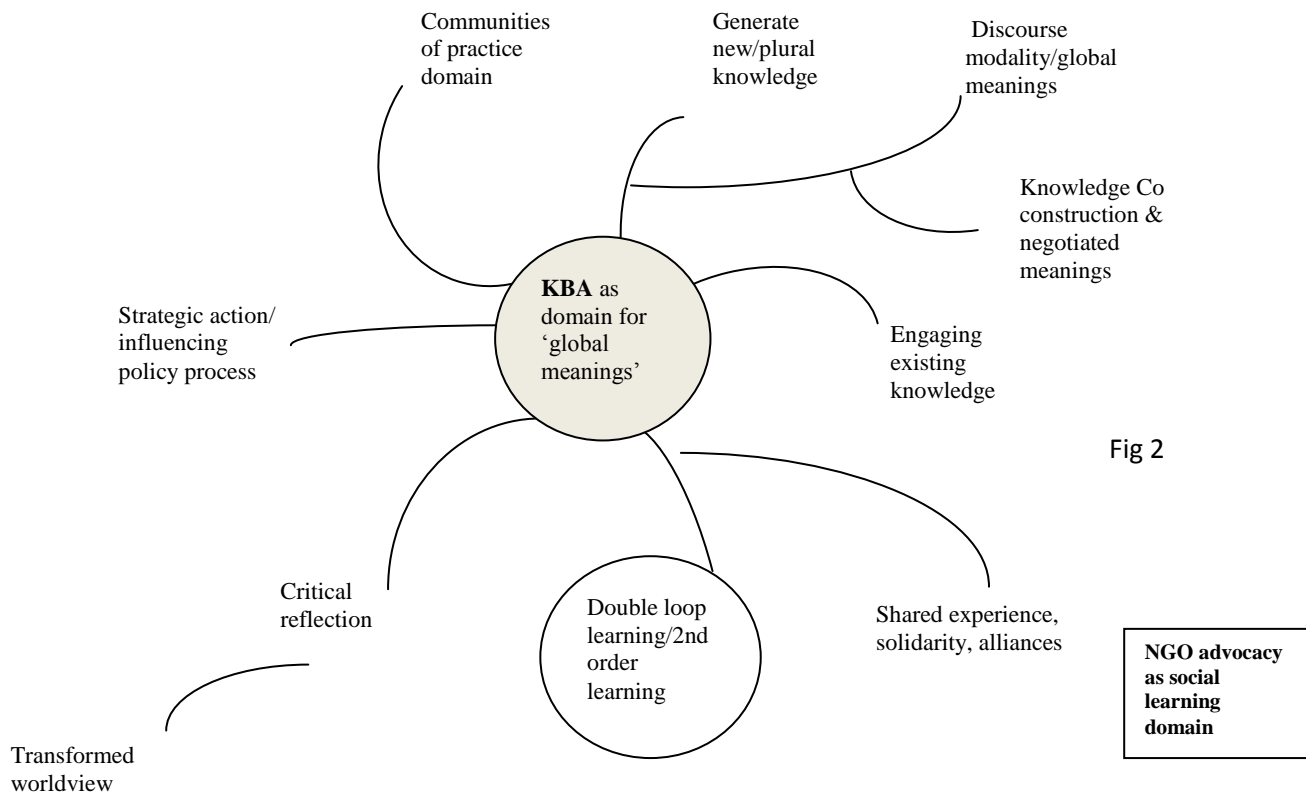 Communities
of practice
domain
Generate
new/plural
knowledge
Discourse
modality/global
meanings
Knowledge Co
construction &
negotiated
meanings
KBA as
domain for
‘global
meanings’
Strategic action/
influencing
policy process
Engaging
existing
knowledge
Fig 2
Critical
reflection
Double loop
learning/2nd
order
learning
Shared experience,
solidarity, alliances
NGO advocacy
as social
learning
domain
Transformed
worldview